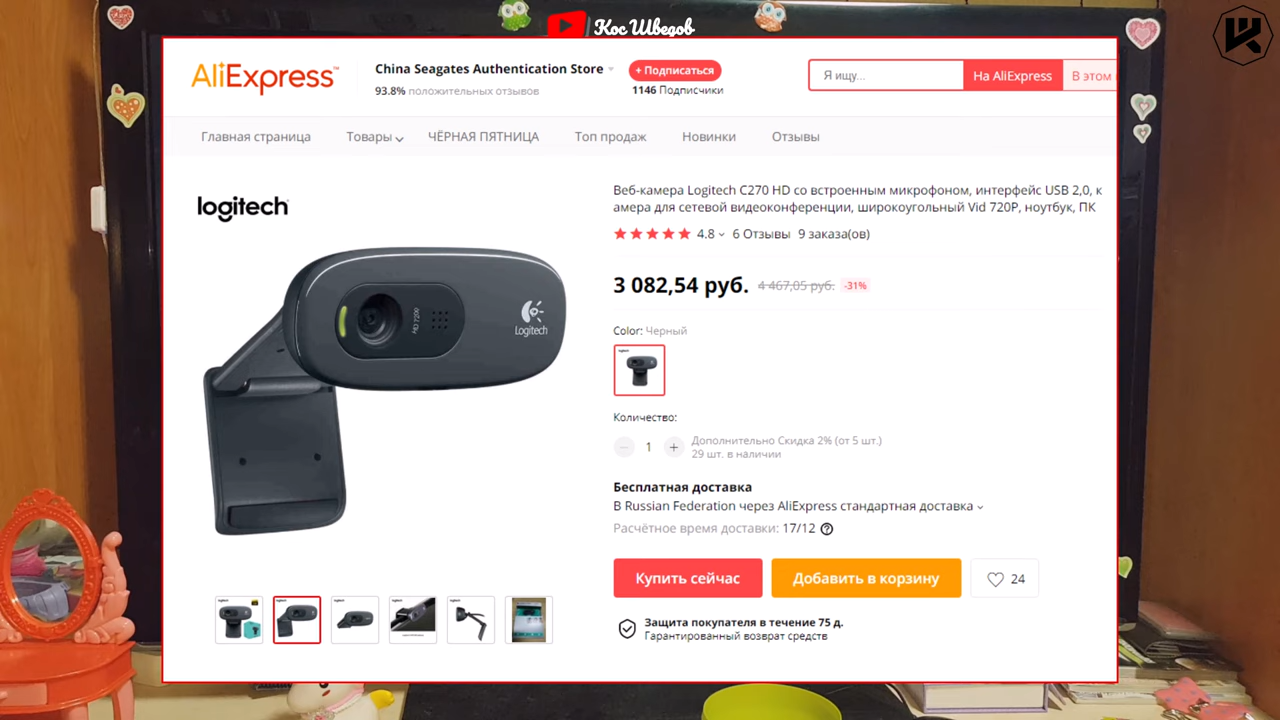 Кос Шведов
AliExpress™
China Seagates Authentication Store
93.8% положительных отзывов
+ Подписаться
1146 Подписчики
Я ищу...
На AliExpress
В этом
Главная страница
Товары
ЧЁРНАЯ ПЯТНИЦА
Топ продаж
Новинки
Отзывы
logitech
HD 720p
Logitech
Веб-камера Logitech C270 HD со встроенным микрофоном, интерфейс USB 2,0, к
амера для сетевой видеоконференции, широкоугольный Vid 720P, ноутбук, ПК
4.8 6 Отзывы 9 заказа(ов)
3 082,54 руб. 4 467,05 руб. -31%
Color: Черный
Количество:
1
Дополнительно Скидка 2% (от 5 шт.)
29 шт. в наличии
Бесплатная доставка
В Russian Federation через AliExpress стандартная доставка
Расчётное время доставки: 17/12
Купить сейчас
Добавить в корзину
24
Защита покупателя в течение 75 д.
Гарантированный возврат средств